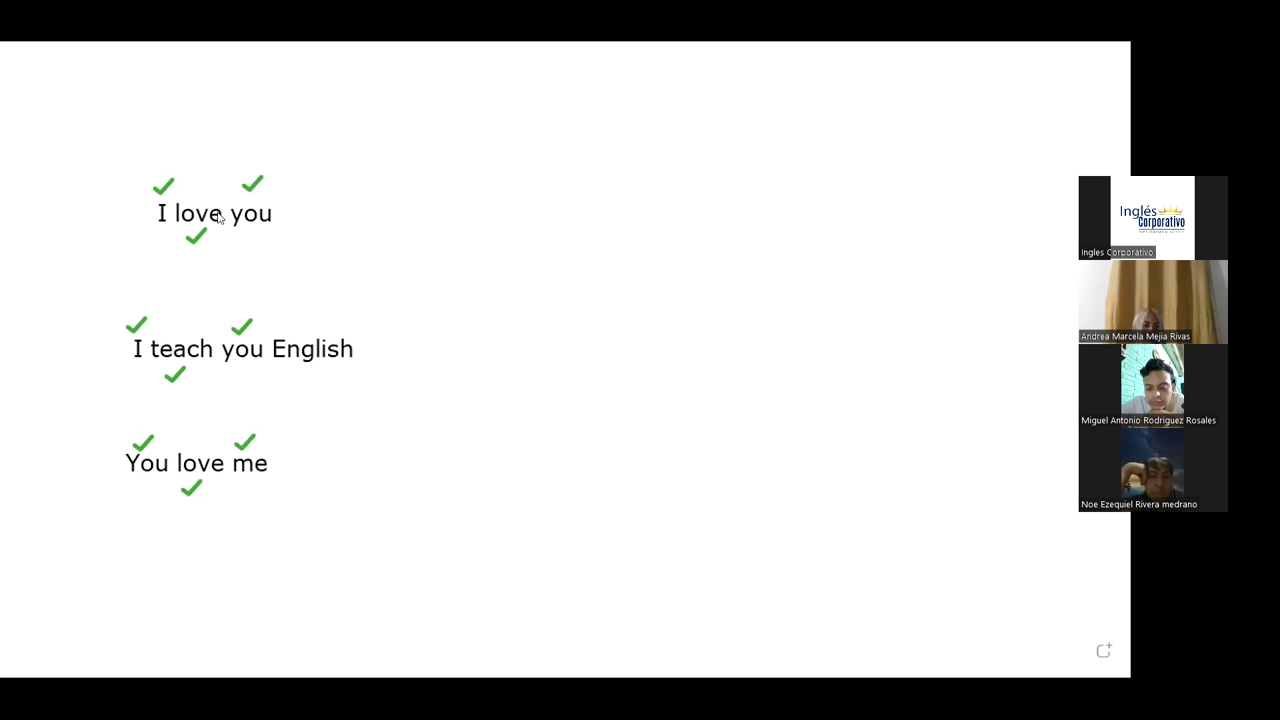 I love you
I teach you English
You love me
Inglés
Corporativo
Ingles Corporativo
Andrea Marcela Mejia Rivas
Miguel Antonio Rodriguez Rosales
Noe Ezequiel Rivera medrano